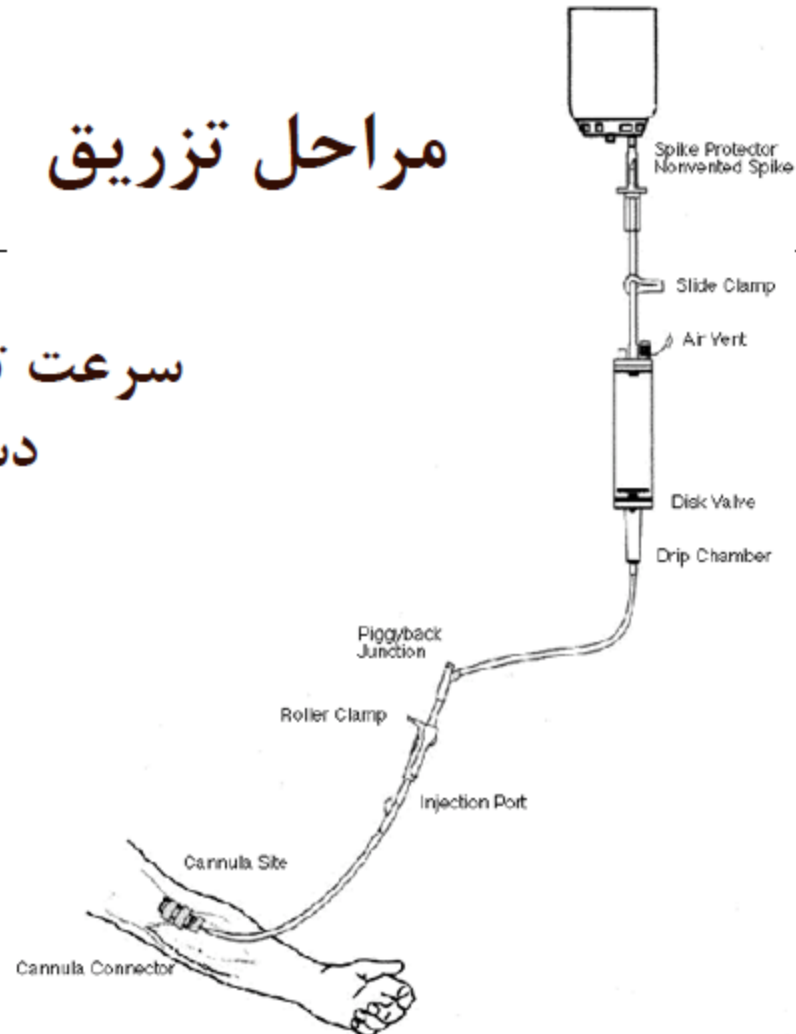 مراحل تزریق
Spike Protector
Nonvented Spike
Slide Clamp
Air Vent
سرعت
Disk Valve
Drip Chamber
Piggyback
Junction
Roller Clamp
Injection Port
Cannula Site
Cannula Connector